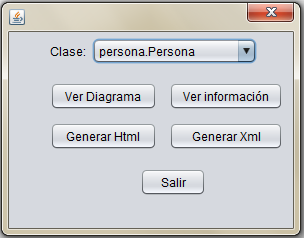 Clase: persona.Persona
Ver Diagrama Ver información
Generar Html Generar Xml
Salir